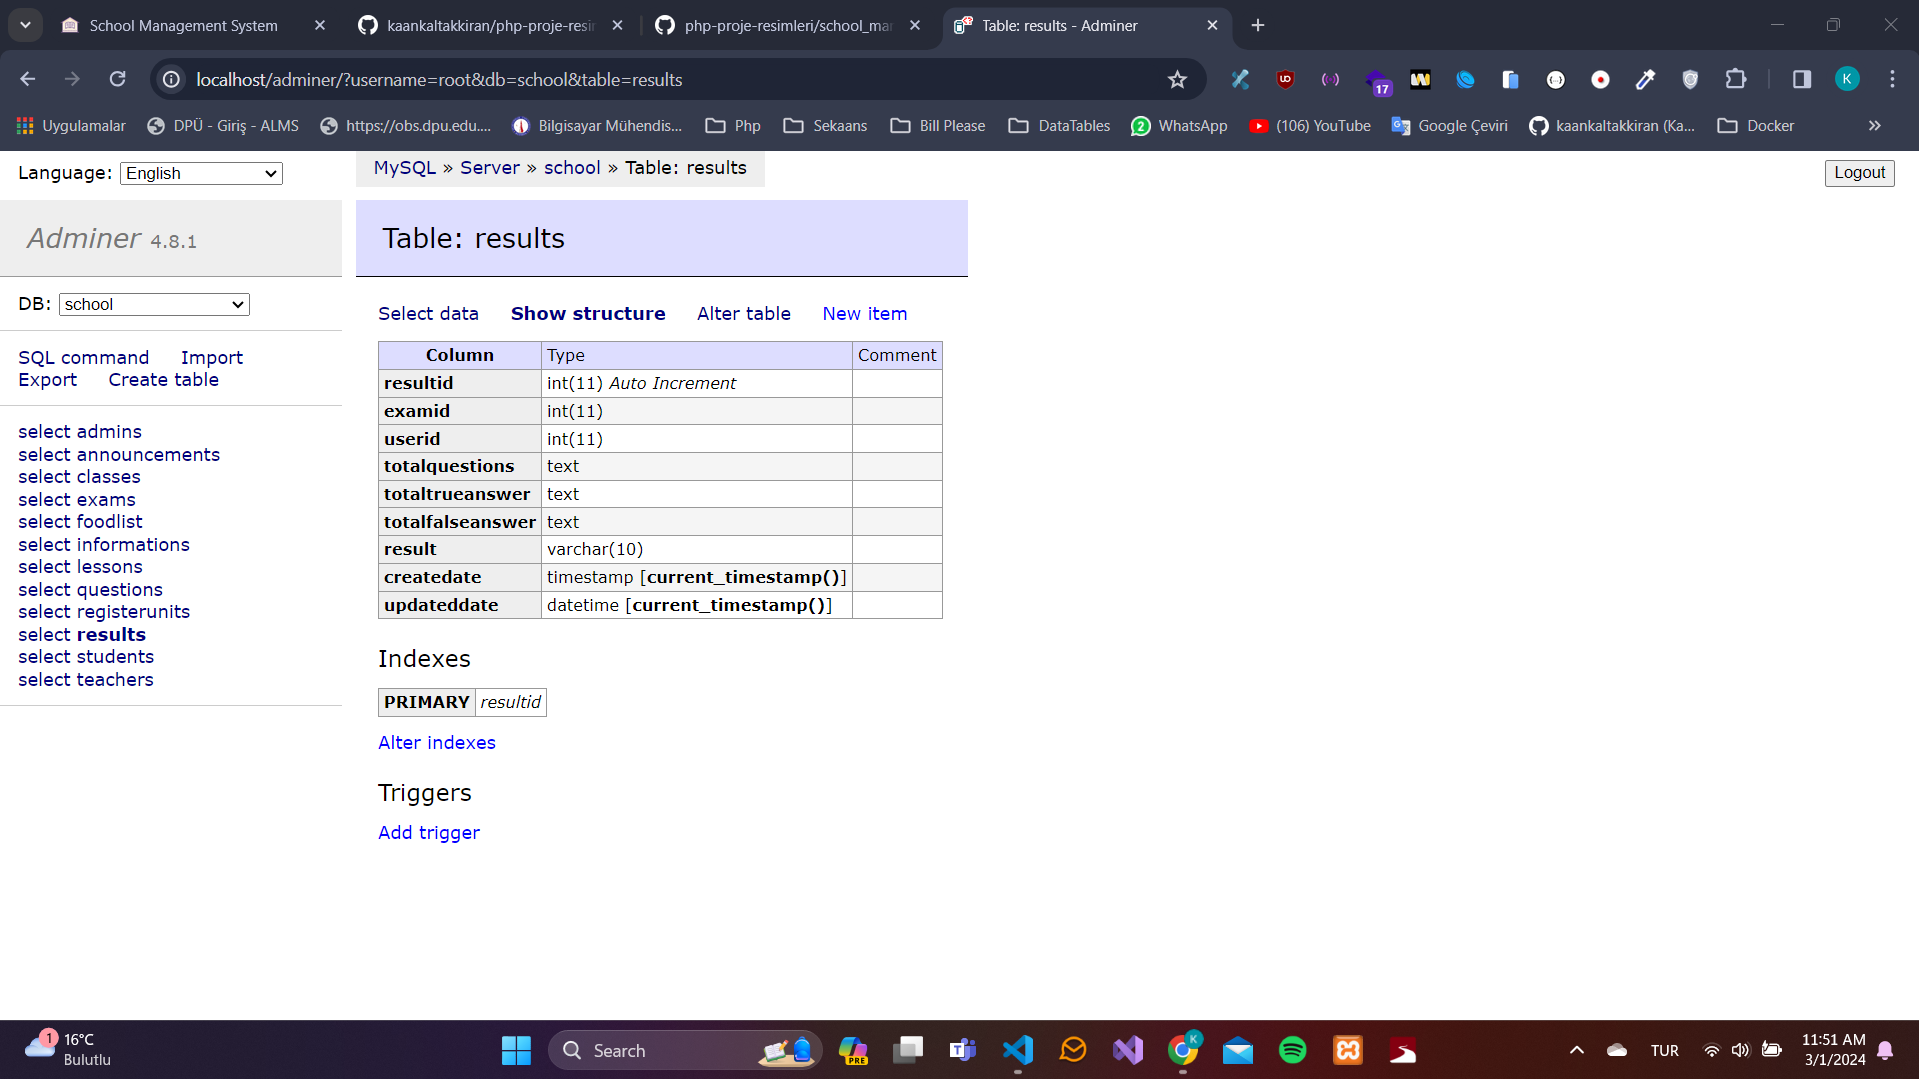 School Management System
kaankaltakkiran/php-proje-resir
php-proje-resimleri/school_mar
Table: results - Adminer
localhost/adminer/?username=root&db=school&table=results
17
K
Uygulamalar
DPÜ - Giriş - ALMS
https://obs.dpu.edu....
Bilgisayar Mühendis...
Php
Sekaans
Bill Please
DataTables
WhatsApp
(106) YouTube
Google Çeviri
kaankaltakkiran (Ka...
Docker
Language: English
MySQL » Server » school » Table: results
Logout
Adminer 4.8.1
Table: results
DB: school
Select data Show structure Alter table New item
SQL command Import
Export Create table
select admins
select announcements
select classes
select exams
select foodlist
select informations
select lessons
select questions
select registerunits
select results
select students
select teachers
Column Type Comment
resultid int(11) Auto Increment
examid int(11)
userid int(11)
totalquestions text
totaltrueanswer text
totalfalseanswer text
result varchar(10)
createdate timestamp [current_timestamp()]
updateddate datetime [current_timestamp()]
Indexes
PRIMARY resultid
Alter indexes
Triggers
Add trigger
1
16°C
Bulutlu
Search
PRE
K
TUR
11:51 AM
3/1/2024